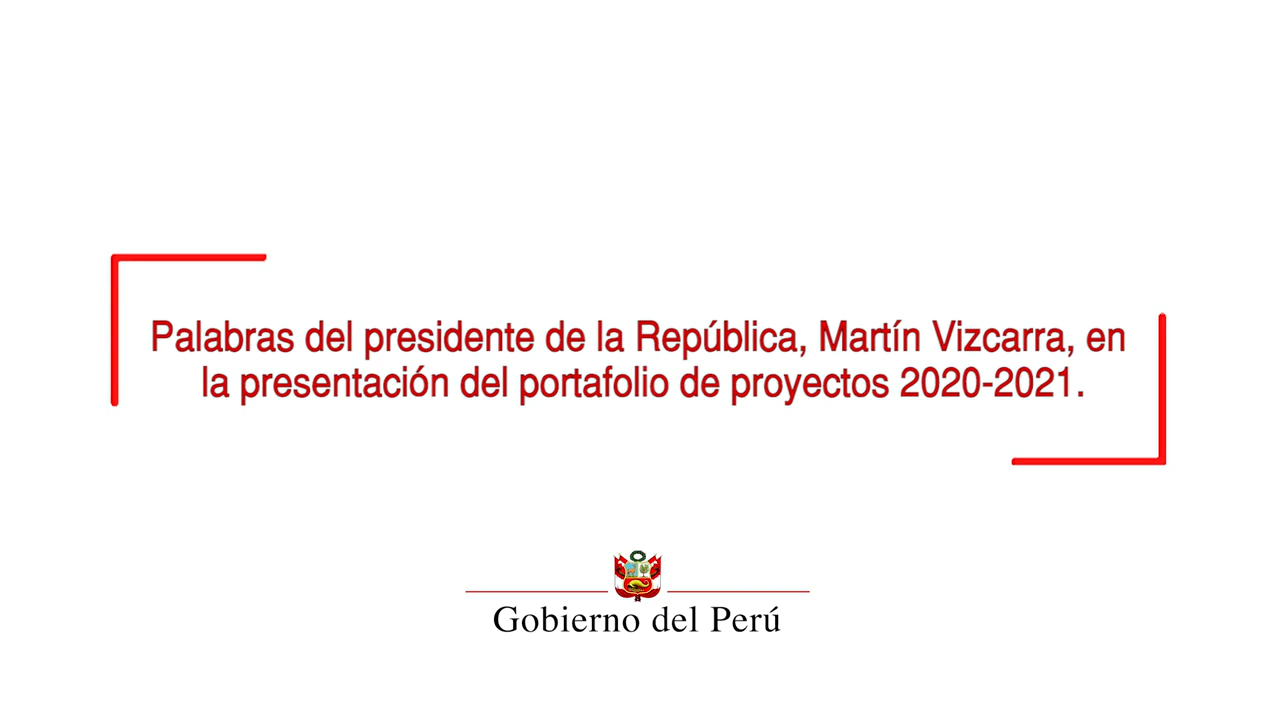 Palabras del presidente de la República, Martín Vizcarra, en
la presentación del portafolio de proyectos 2020-2021.
Gobierno del Perú